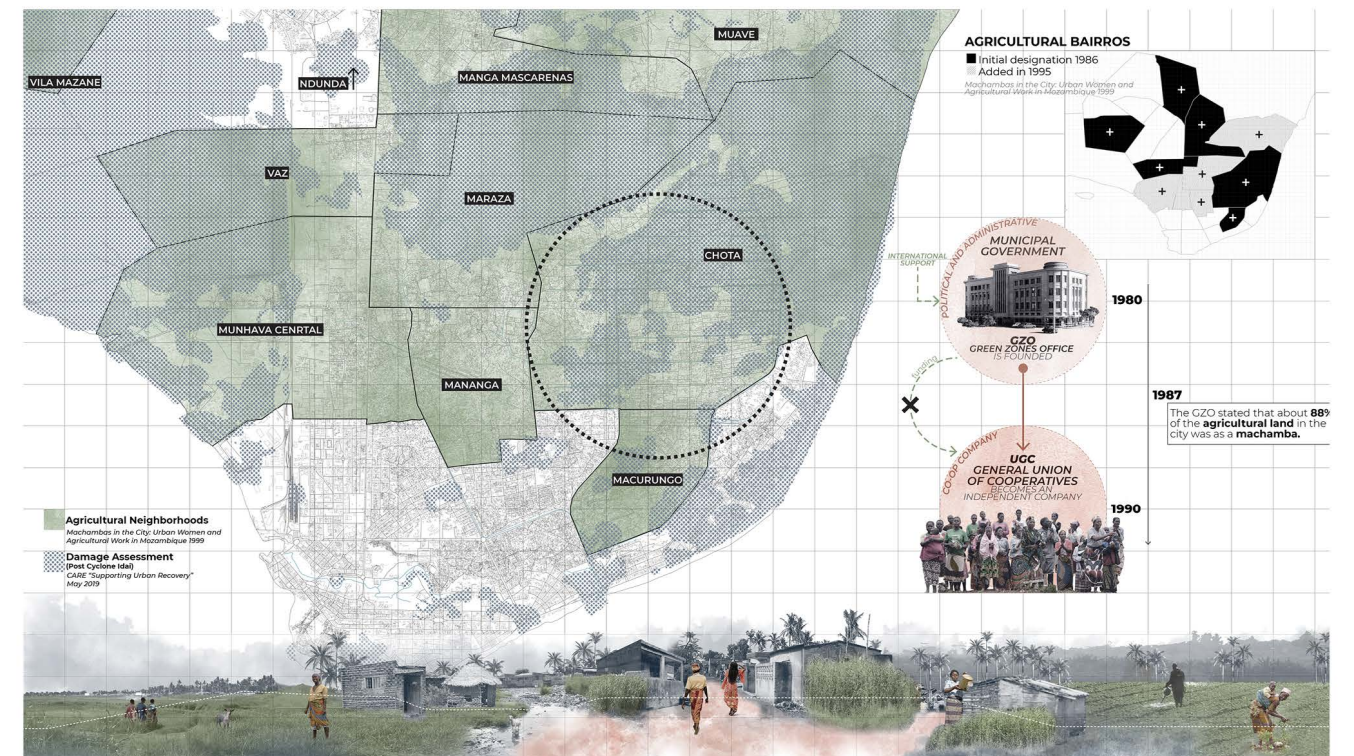 MUAVE
VILA MAZANE
NDUNDA
MANGA MASCARENAS
VAZ
MARAZA
CHOTA
MUNHAVA CENRTAL
MANANGA
MACURUNGO
Agricultural Neighborhoods
Machambas in the City: Urban Women and
Agricultural Work in Mozambique 1999
Damage Assessment
(Post Cyclone Idai)
CARE "Supporting Urban Recovery"
May 2019
AGRICULTURAL BAIRROS
Initial designation 1986
Added in 1995
Machambas in the City: Urban Women and
Agricultural Work in Mozambique 1999
POLITICAL AND ADMINISTRATIVE
MUNICIPAL
GOVERNMENT
INTERNATIONAL
SUPPORT
GZO
GREEN ZONES OFFICE
IS FOUNDED
1980
funding
1987
The GZO stated that about 88%
of the agricultural land in the
city was as a machamba.
CO-OP COMPANY
UGC
GENERAL UNION
OF COOPERATIVES
BECOMES AN
INDEPENDENT COMPANY
1990